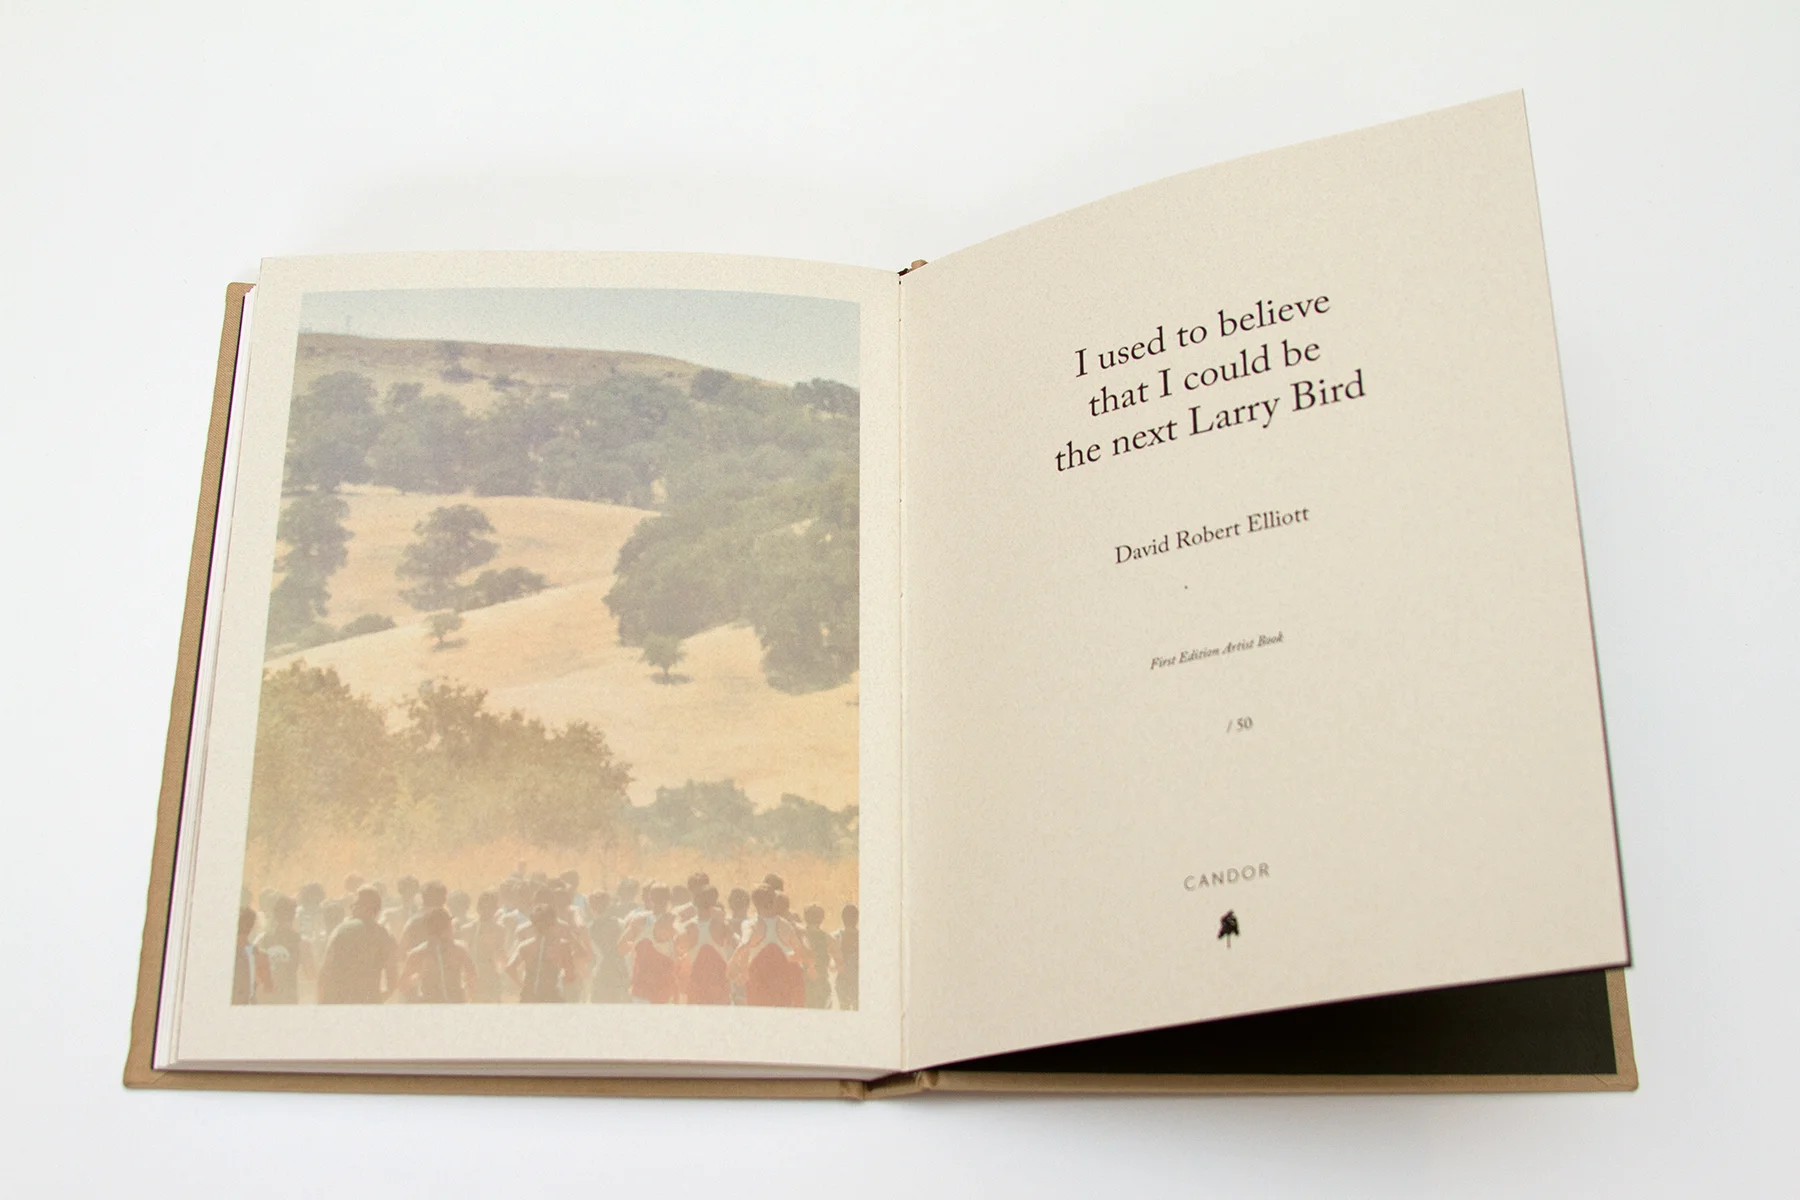 I used to believe
that I could be
the next Larry Bird
David Robert Elliott
First Edition Artist Book
/ 50
CANDOR